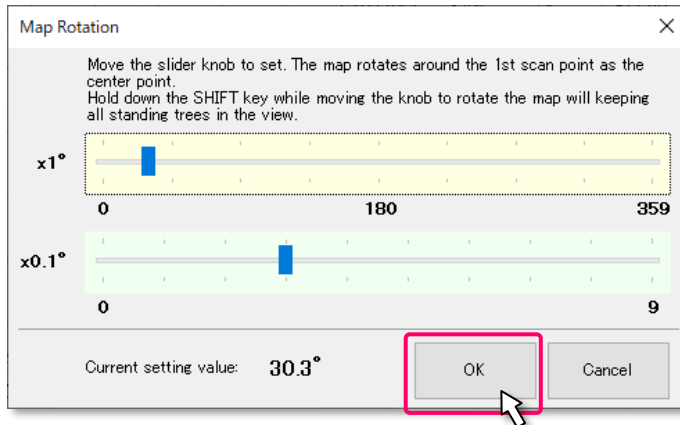 Map Rotation
Move the slider knob to set. The map rotates around the 1st scan point as the
center point.
Hold down the SHIFT key while moving the knob to rotate the map will keeping
all standing trees in the view.
x1°
0 180 359
x0.1°
0 9
Current setting value: 30.3° OK Cancel